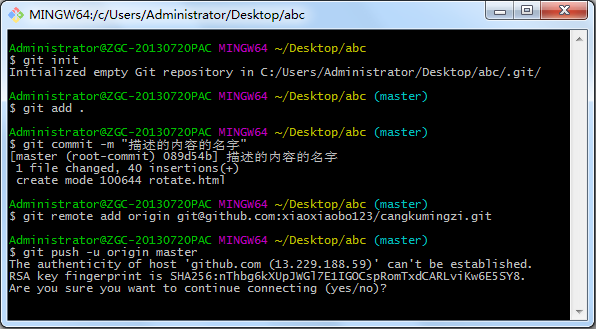 MINGW64:/c/Users/Administrator/Desktop/abc
Administrator@ZGC-20130720PAC MINGW64 ~/Desktop/abc
$ git init
Initialized empty Git repository in C:/Users/Administrator/Desktop/abc/.git/
Administrator@ZGC-20130720PAC MINGW64 ~/Desktop/abc (master)
$ git add .
Administrator@ZGC-20130720PAC MINGW64 ~/Desktop/abc (master)
$ git commit -m "描述的内容的名字"
[master (root-commit) 089d54b] 描述的内容的名字
1 file changed, 40 insertions(+)
create mode 100644 rotate.html
Administrator@ZGC-20130720PAC MINGW64 ~/Desktop/abc (master)
$ git remote add origin git@github.com:xiaoxiaobo123/cangkumingzi.git
Administrator@ZGC-20130720PAC MINGW64 ~/Desktop/abc (master)
$ git push -u origin master
The authenticity of host 'github.com (13.229.188.59)' can't be established.
RSA key fingerprint is SHA256:nThbg6kXUpJWGl7E1IGOCspRomTxdCARLviKw6E5SY8.
Are you sure you want to continue connecting (yes/no)?